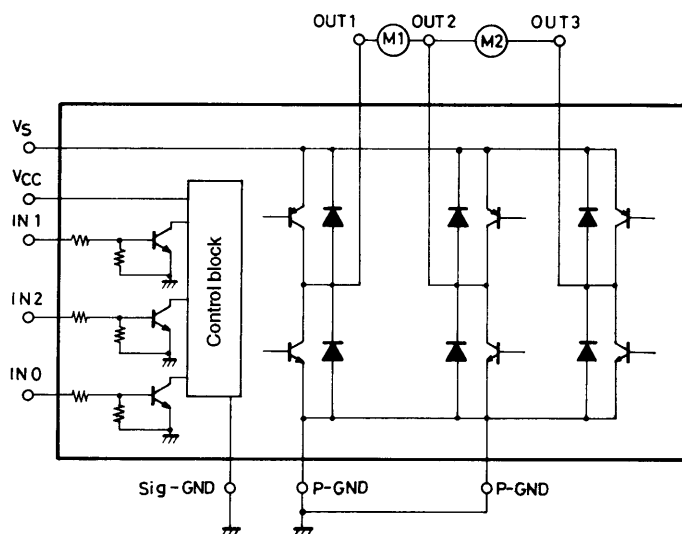 OUT1 M1 OUT2 M2 OUT3
VS
VCC
IN1
IN2
IN0
Control block
Sig-GND P-GND P-GND